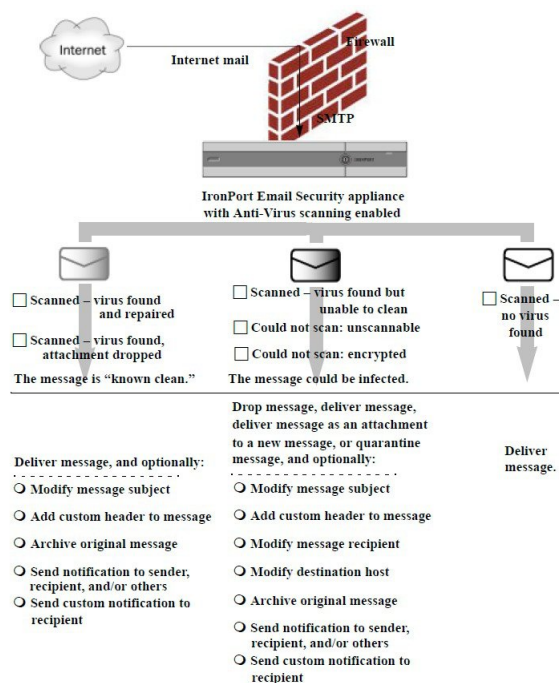 Internet
Internet mail
Firewall
SMTP
IRONPORT
IronPort Email Security appliance
with Anti-Virus scanning enabled
Scanned – virus found
and repaired
Scanned – virus found,
attachment dropped
The message is “known clean.”
Scanned – virus found but
unable to clean
Could not scan: unscannable
Could not scan: encrypted
The message could be infected.
Scanned –
no virus
found
Deliver message, and optionally:
Modify message subject
Add custom header to message
Archive original message
Send notification to sender,
recipient, and/or others
Send custom notification to
recipient
Drop message, deliver message,
deliver message as an attachment
to a new message, or quarantine
message, and optionally:
Modify message subject
Add custom header to message
Modify message recipient
Modify destination host
Archive original message
Send notification to sender,
recipient, and/or others
Send custom notification to
recipient
Deliver
message.